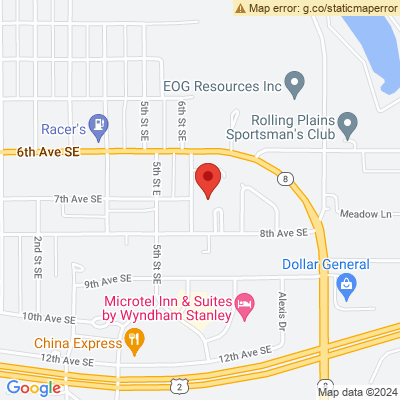 Map error: g.co/staticmaperror
EOG Resources Inc
5th St SE
6th St SE
Rolling Plains
Sportsman's Club
Racer's
6th Ave SE
5th St E
8
7th Ave SE
Meadow Ln
8th Ave SE
2nd St SE
5th St SE
Dollar General
9th Ave SE
Microtel Inn & Suites
by Wyndham Stanley
Alexis Dr
10th Ave SE
China Express
12th Ave SE
12th Ave SE
Google
2
8
Map data ©2024